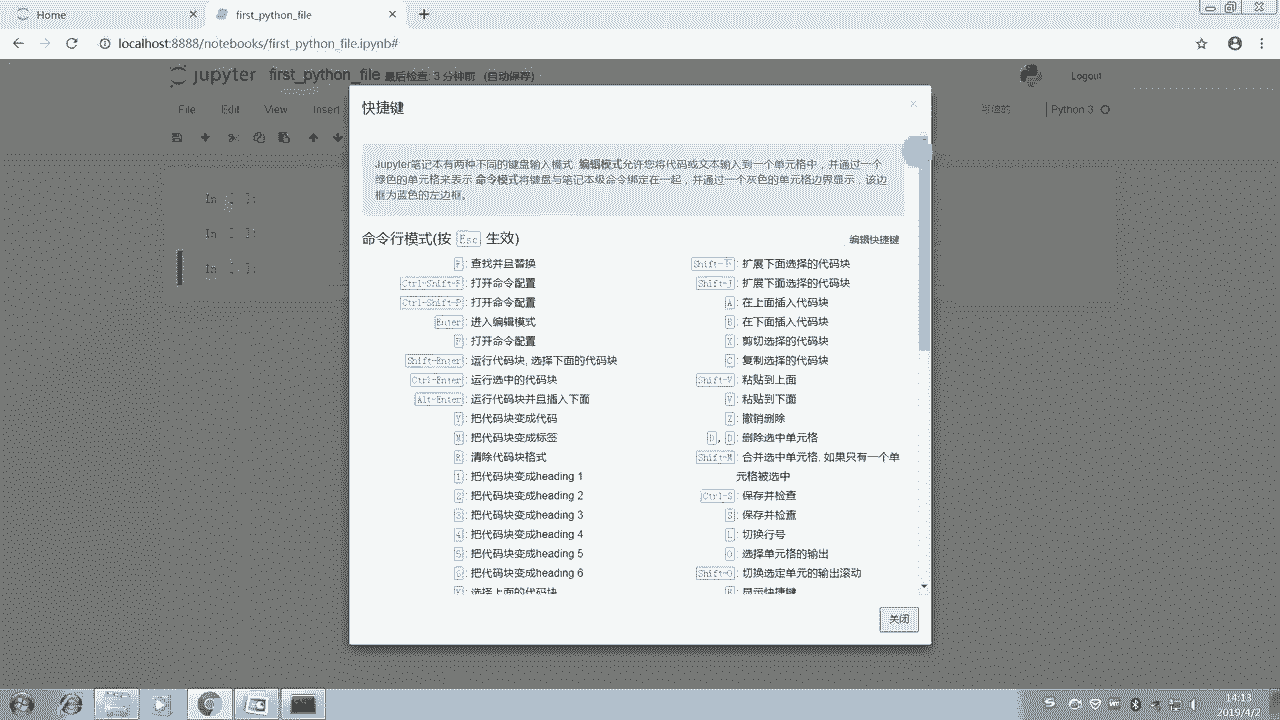 Home
first_python_file
localhost:8888/notebooks/first_python_file.ipynb#
jupyter first_python_file 最后检查: 3 分钟前 (自动保存)
Logout
File Edit View Insert
Python 3
快捷键
Jupyter笔记本有两种不同的键盘输入模式. 编辑模式允许您将代码或文本输入到一个单元格中，并通过一个
绿色的单元格来表示 命令模式将键盘与笔记本级命令绑定在一起，并通过一个灰色的单元格边界显示，该边
框为蓝色的左边框。
In [ ]:
In [ ]:
In [ ]:
命令行模式(按 Esc 生效)
编辑快捷键
F: 查找并且替换
Ctrl-Shift-F: 打开命令配置
Ctrl-Shift-P: 打开命令配置
Enter: 进入编辑模式
P: 打开命令配置
Shift-Enter: 运行代码块, 选择下面的代码块
Ctrl-Enter: 运行选中的代码块
Alt-Enter: 运行代码块并且插入下面
Y: 把代码块变成代码
M: 把代码块变成标签
R: 清除代码块格式
1: 把代码块变成heading 1
2: 把代码块变成heading 2
3: 把代码块变成heading 3
4: 把代码块变成heading 4
5: 把代码块变成heading 5
6: 把代码块变成heading 6
选择上面的代码块
Shift-下: 扩展下面选择的代码块
Shift-J: 扩展下面选择的代码块
A: 在上面插入代码块
B: 在下面插入代码块
X: 剪切选择的代码块
C: 复制选择的代码块
Shift-V: 粘贴到上面
V: 粘贴到下面
Z: 撤销删除
D, D: 删除选中单元格
Shift-M: 合并选中单元格, 如果只有一个单
元格被选中
Ctrl-S: 保存并检查
S: 保存并检查
L: 切换行号
O: 选择单元格的输出
Shift-O: 切换选定单元的输出滚动
H: 显示快捷键
关闭
14:13
2019/4/2